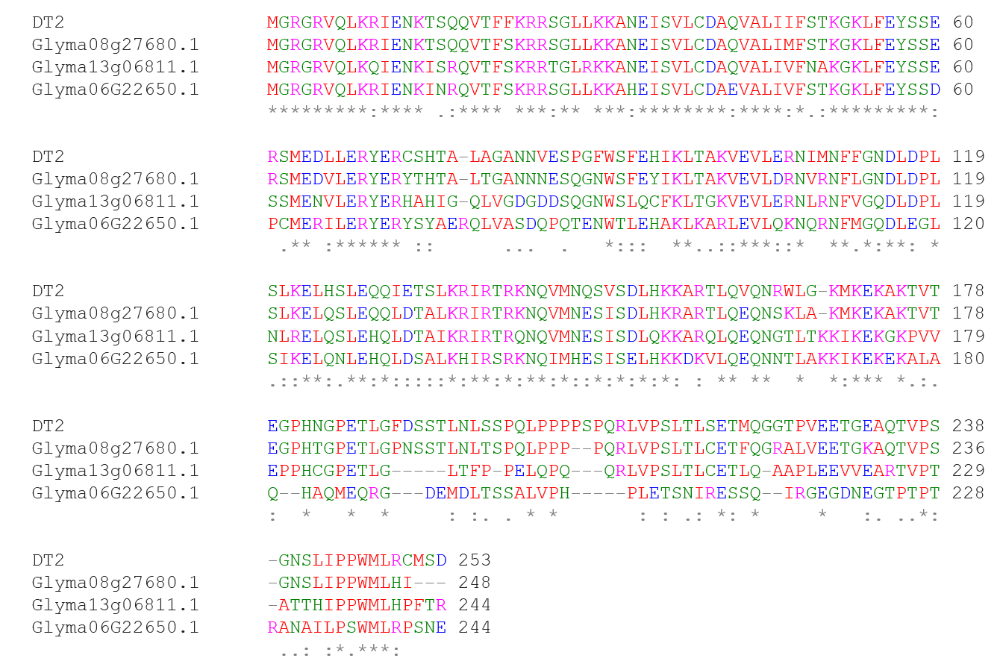 DT2 MGRGRVQLKRIENKTSQQVTFFKRRSGLLKKANEISVLCDAQVALIIFSTKGKLFEYSSE 60
Glyma08g27680.1 MGRGRVQLKRIENKTSQQVTFSKRRSGLLKKANEISVLCDAQVALIMFSTKGKLFEYSSE 60
Glyma13g06811.1 MGRGRVQLKQIENKISRQVTFSKRRTGLRKKANEISVLCDAQVALIVFNAKGKLFEYSSE 60
Glyma06G22650.1 MGRGRVQLKRIENKINRQVTFSKRRSGLLKKAHEISVLCDAEVALIVFSTKGKLFEYSSD 60
*********:**** .:**** ***:** ***:********:****:*.:*********:
DT2 RSMEDLLERYERCSHTA-LAGANNVESPGFWSFEHIKLTAKVEVLERNIMNFFGNDLDPL 119
Glyma08g27680.1 RSMEDVLERYERYTHTA-LTGANNNESQGNWSFEYIKLTAKVEVLDRNVRNFLGNDLDPL 119
Glyma13g06811.1 SSMENVLERYERHAHIG-QLVGDGDDSQGNWSLQCFKLTGKVEVLERNLRNFVGQDLDPL 119
Glyma06G22650.1 PCMERILERYERYSYAERQLVASDQPQTENWTLEHAKLKARLEVLQKNQRNFMGQDLEGL 120
.** :****** ::      ... .   *:::  **..::***::*  **.*:**: *
DT2 SLKELHSLEQQIETSLKRIRTRKNQVMNQSVSDLHKKARTLQVQNRWLG-KMKEKAKTVT 178
Glyma08g27680.1 SLKELQSLEQQLDTALKRIRTRKNQVMNESISDLHKRARTLQEQNSKLA-KMKEKAKTVT 178
Glyma13g06811.1 NLRELQSLEHQLDTAIKRIRTRQNQVMNESISDLQKKARQLQEQNGTLTKKIKEKGKPVV 179
Glyma06G22650.1 SIKELQNLEHQLDSALKHIRSRKNQIMHESISELHKKDKVLQEQNNTLAKKIKEKEKALA 180
.::**:.**:*:::::*:**:*:**:*::*:*:*:*: : ** **  *  *:*** *.:.
DT2 EGPHNGPETLGFDSSTLNLSSPQLPPPPSPQRLVPSLTLSETMQGGTPVEETGEAQTVPS 238
Glyma08g27680.1 EGPHTGPETLGPNSSTLNLTSPQLPPP--PQRLVPSLTLCETFQGRALVEETGKAQTVPS 236
Glyma13g06811.1 EPPHCGPETLG-----LTFP-PELQPQ---QRLVPSLTLCETLQ-AAPLEEVVEARTVPT 229
Glyma06G22650.1 Q--HAQMEQRG---DEMDLTSSALVPH-----PLETSNIRESSQ--IRGEGDNEGTPTPT 228
:  *   *  *     : :. . * *       : : .: *: *     *   :. ..*:
DT2 -GNSLIPPWMLRCMSD 253
Glyma08g27680.1 -GNSLIPPWMLHI--- 248
Glyma13g06811.1 -ATTHIPPWMLHPFTR 244
Glyma06G22650.1 RANAILPSWMLRPSNE 244
..: :*.***: